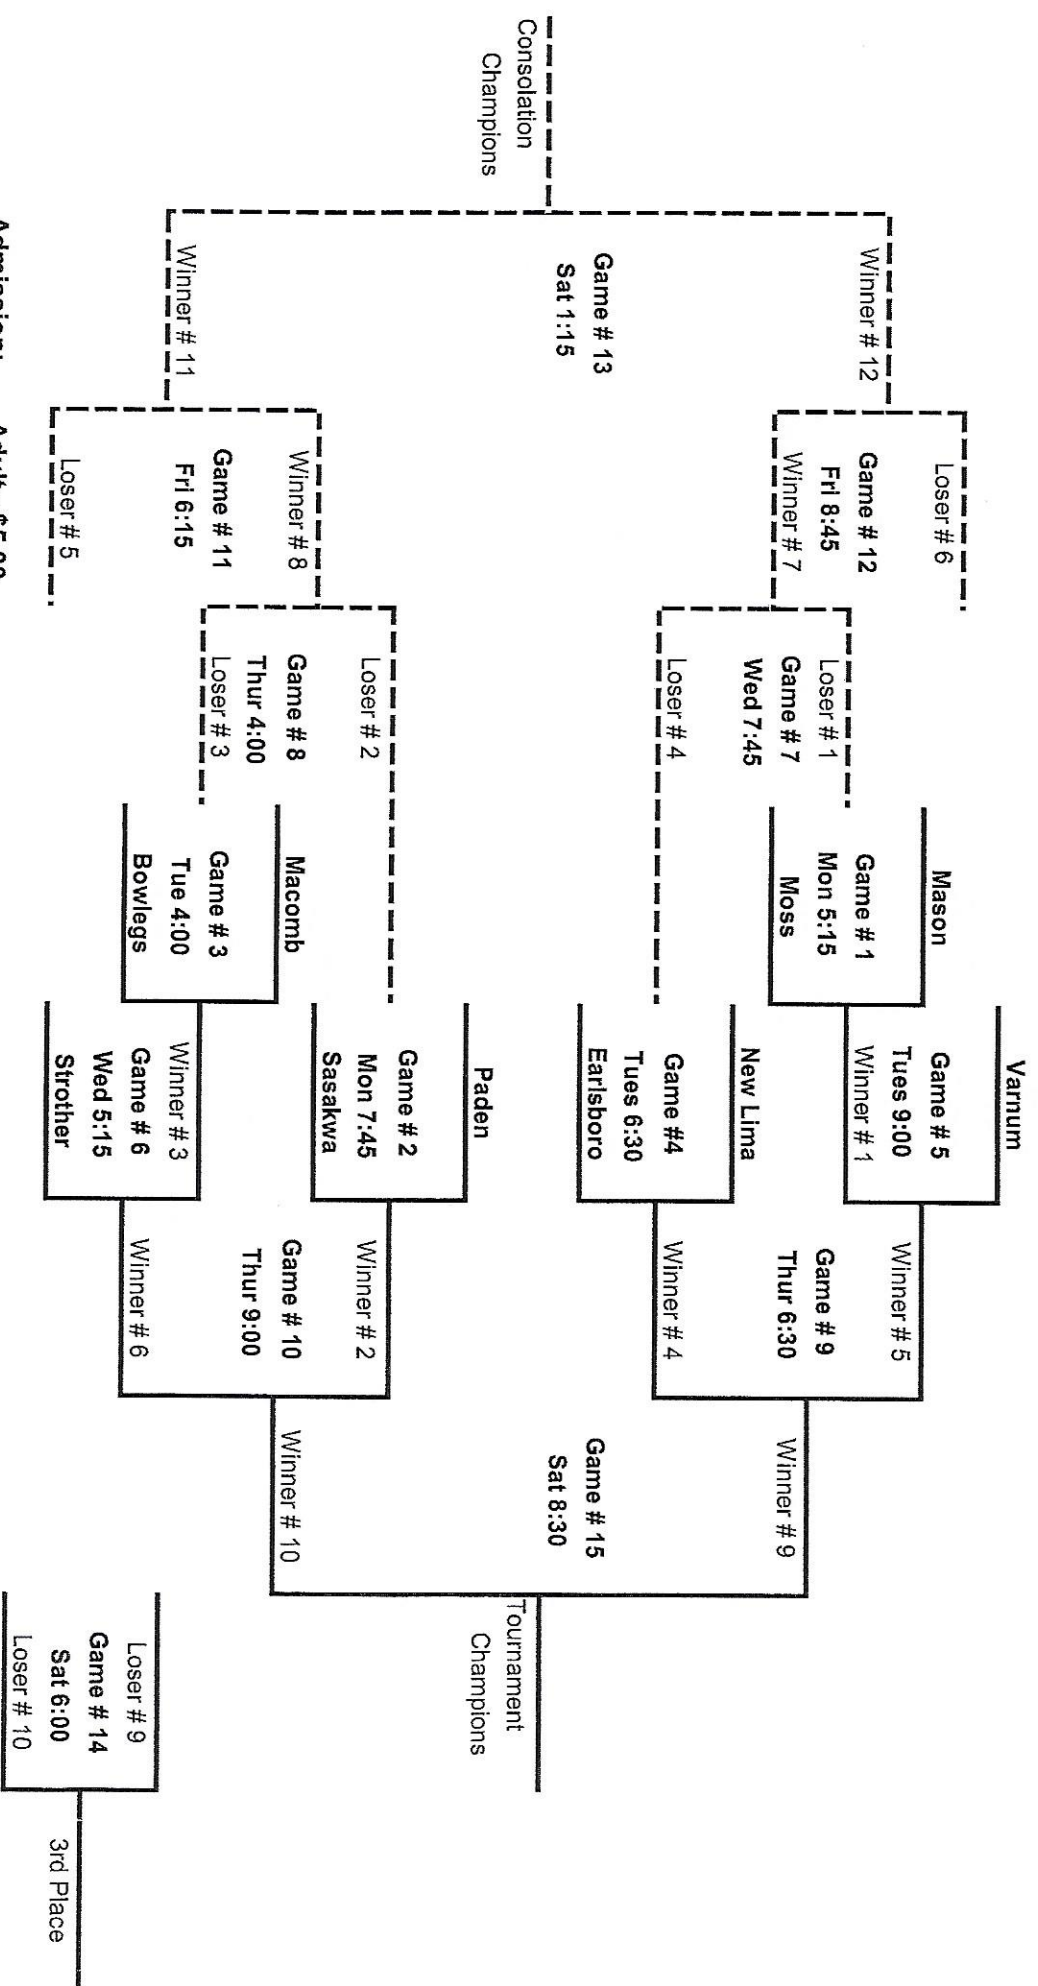 Varnum
Mason
Loser # 6
Game # 5
Tues 9:00
Winner # 1
Winner # 12
Game # 12
Fri 8:45
Winner # 7
Loser # 1
Game # 7
Wed 7:45
Game # 1
Mon 5:15
Moss
Winner # 5
Game # 9
Thur 6:30
Winner # 9
New Lima
Loser # 4
Game #4
Tues 6:30
Earlsboro
Winner # 4
Game # 13
Sat 1:15
Game # 15
Sat 8:30
Consolation
Champions
Tournament
Champions
Paden
Loser # 2
Game # 2
Mon 7:45
Sasakwa
Winner # 2
Winner # 8
Game # 8
Thur 4:00
Loser # 3
Macomb
Game # 10
Thur 9:00
Winner # 10
Winner # 11
Game # 11
Fri 6:15
Game # 3
Tue 4:00
Bowlegs
Winner # 3
Game # 6
Wed 5:15
Strother
Winner # 6
Loser # 5
Loser # 9
Game # 14
Sat 6:00
Loser # 10
3rd Place